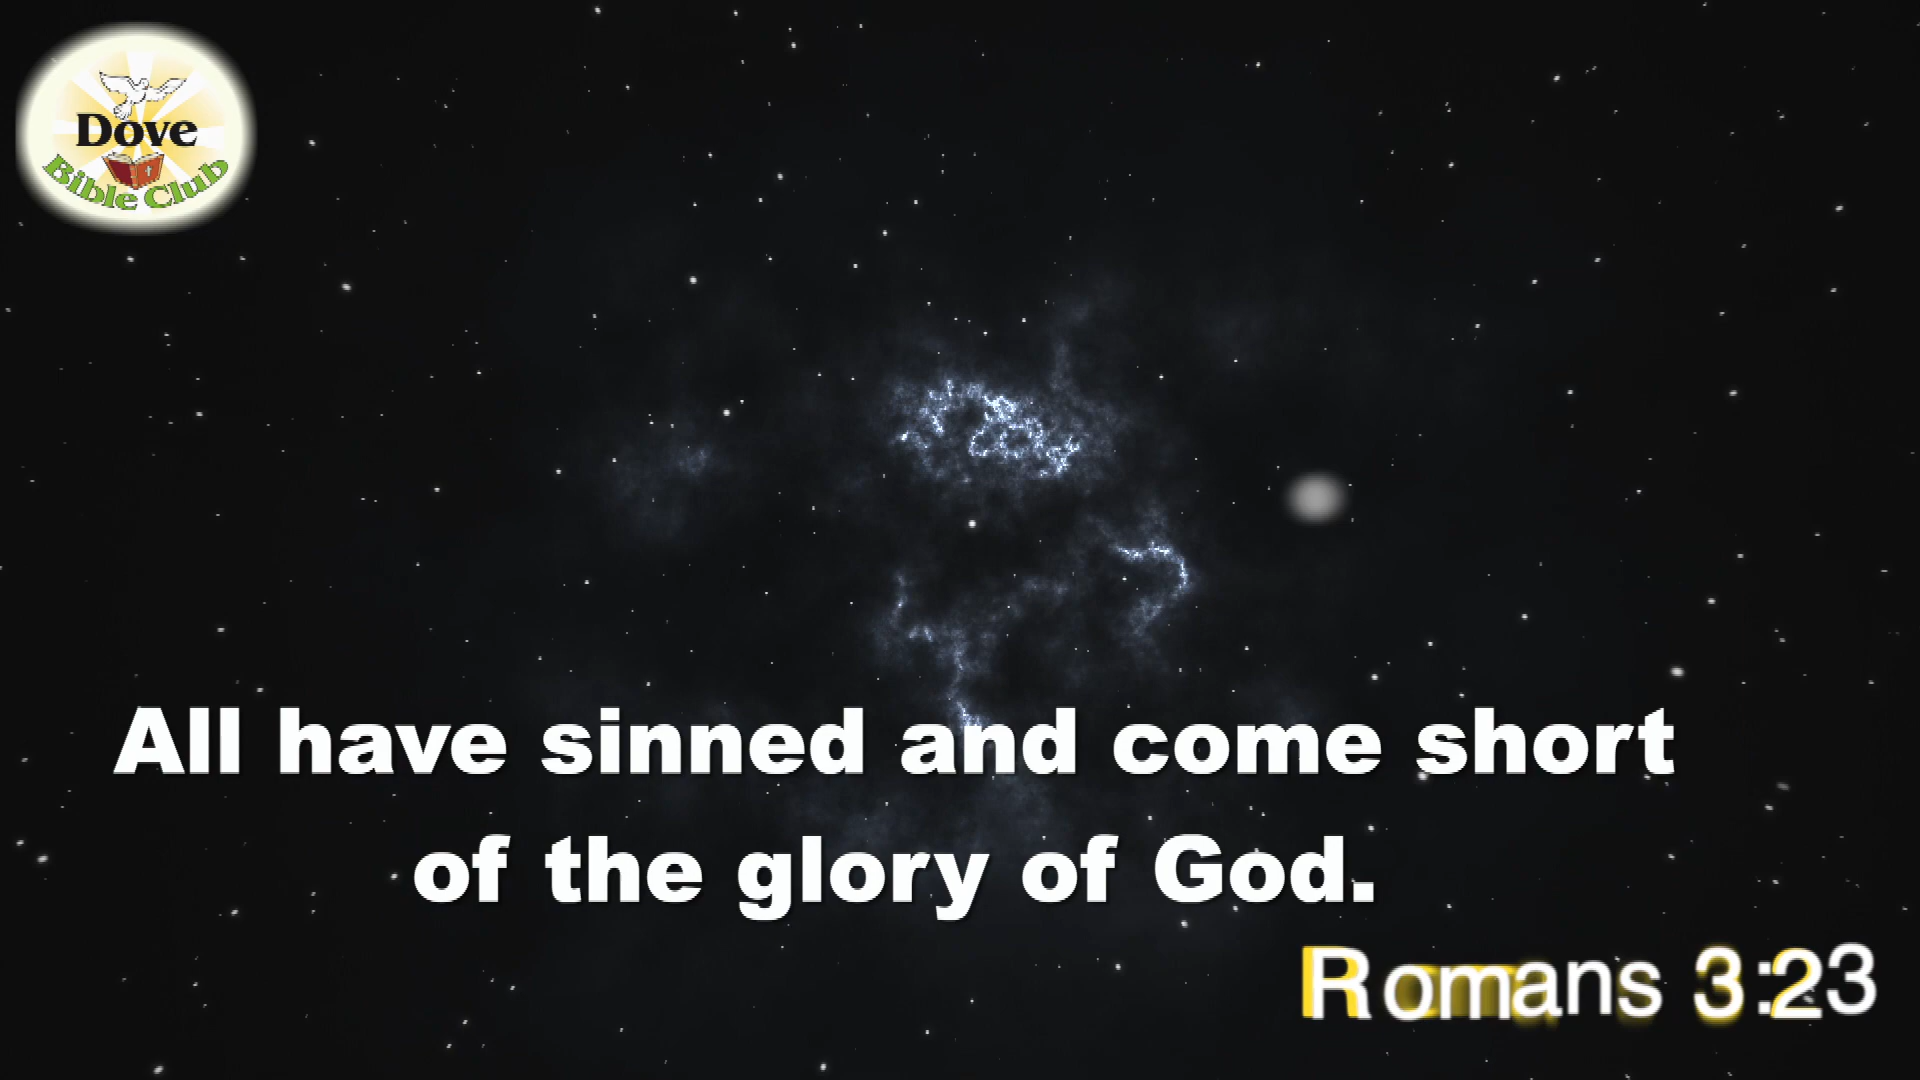 Dove
Bible Club
All have sinned and come short
of the glory of God.
Romans 3:23